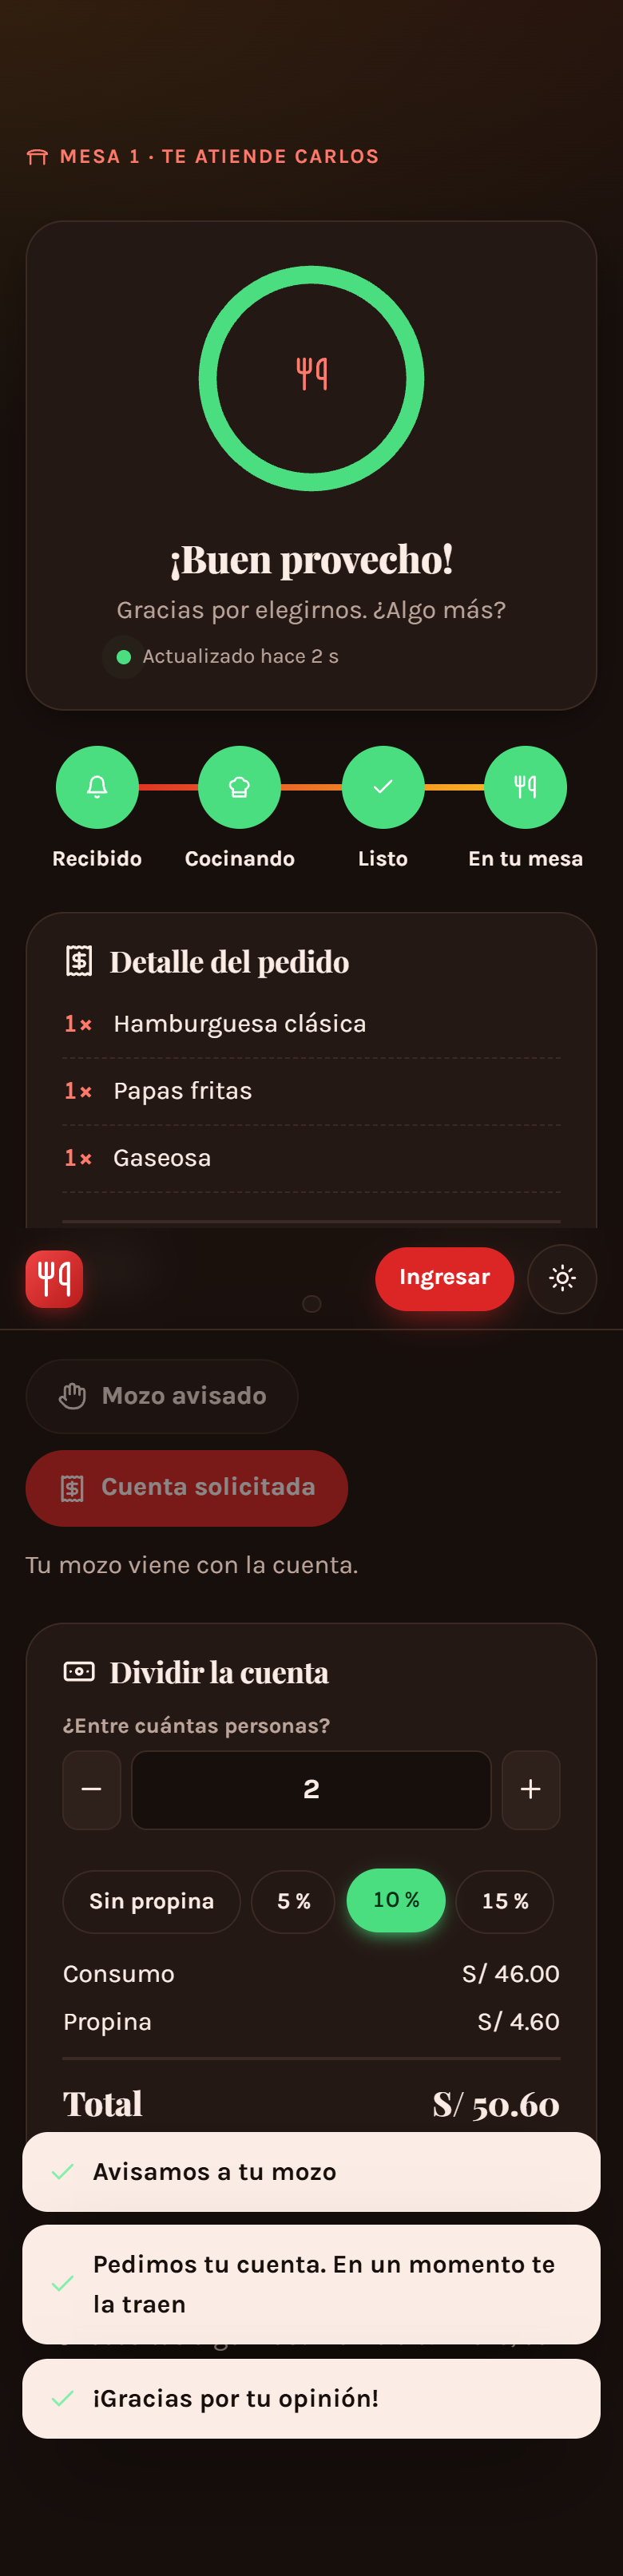 MESA 1 · TE ATIENDE CARLOS
¡Buen provecho!
Gracias por elegirnos. ¿Algo más?
Actualizado hace 2 s
Recibido
Cocinando
Listo
En tu mesa
Detalle del pedido
1× Hamburguesa clásica
1× Papas fritas
1× Gaseosa
Ingresar
Mozo avisado
Cuenta solicitada
Tu mozo viene con la cuenta.
Dividir la cuenta
¿Entre cuántas personas?
− 2 +
Sin propina 5 % 10 % 15 %
Consumo S/ 46.00
Propina S/ 4.60
Total S/ 50.60
Avisamos a tu mozo
Pedimos tu cuenta. En un momento te
la traen
¡Gracias por tu opinión!